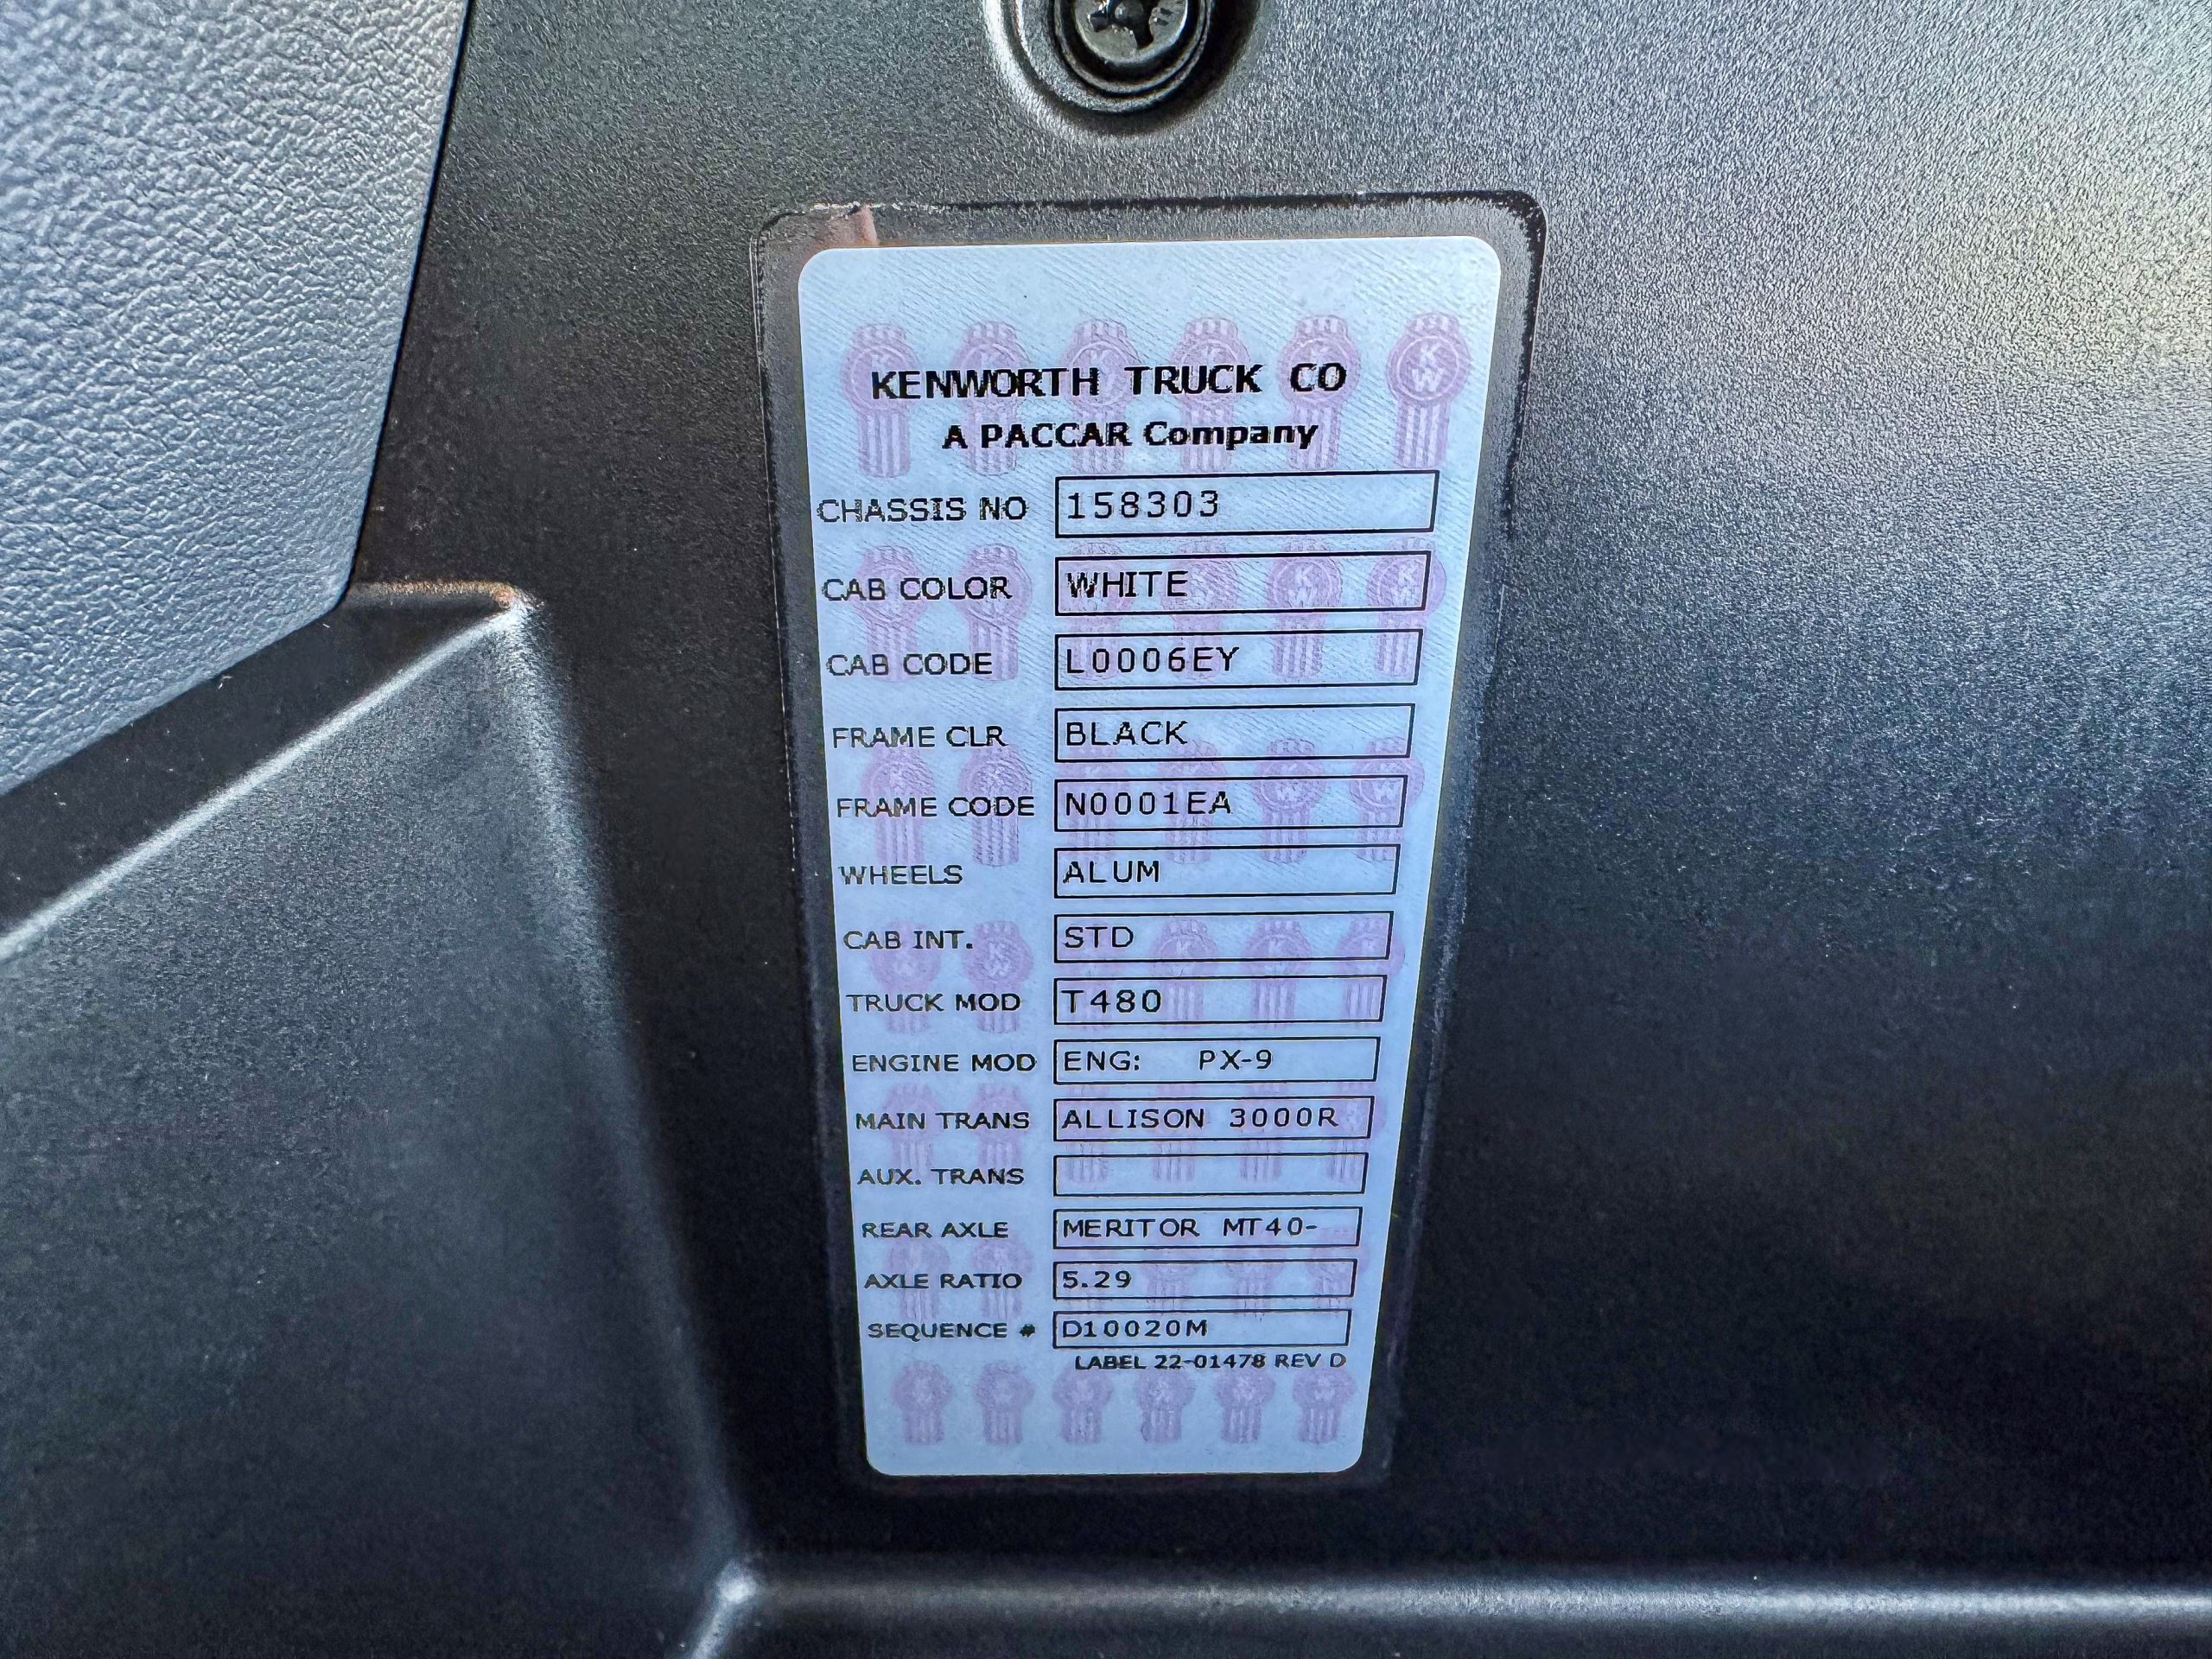 KENWORTH TRUCK CO
A PACCAR Company
CHASSIS NO 158303
CAB COLOR WHITE
CAB CODE L0006EY
FRAME CLR BLACK
FRAME CODE N0001EA
WHEELS ALUM
CAB INT. STD
TRUCK MOD T480
ENGINE MOD ENG: PX-9
MAIN TRANS ALLISON 3000R
AUX. TRANS
REAR AXLE MERITOR MT40-
AXLE RATIO 5.29
SEQUENCE # D10020M
LABEL 22-01478 REV D